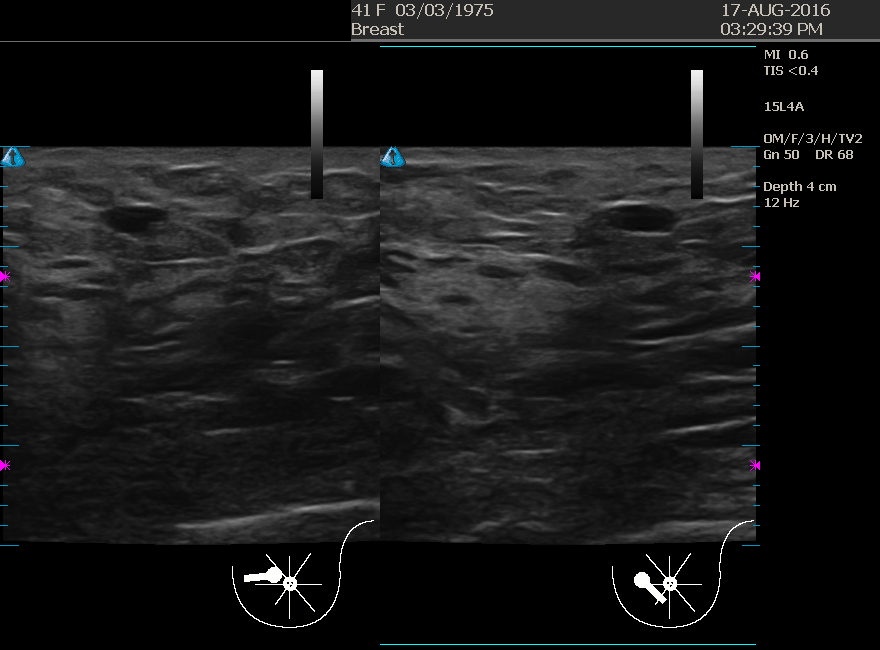 41 F 03/03/1975
17-AUG-2016
Breast
03:29:39 PM
MI 0.6
TIS <0.4
15L4A
OM/F/3/H/TV2
Gn 50 DR 68
Depth 4 cm
12 Hz